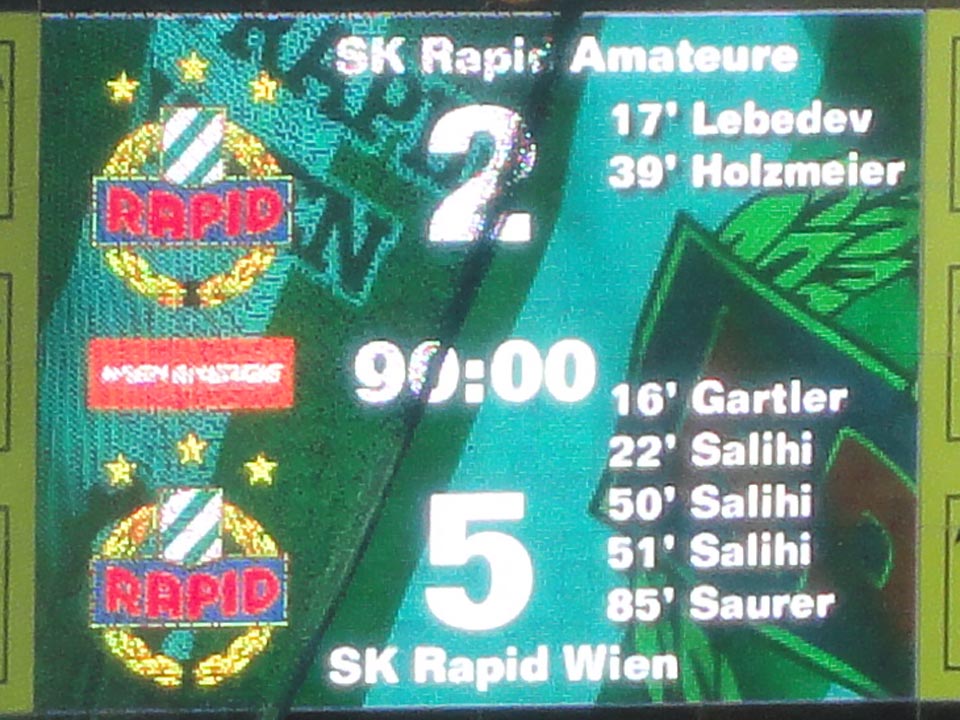 SK Rapid Amateure
RAPID
2
17' Lebedev
39' Holzmeier
90:00
16' Gartler
22' Salihi
50' Salihi
51' Salihi
85' Saurer
RAPID
5
SK Rapid Wien